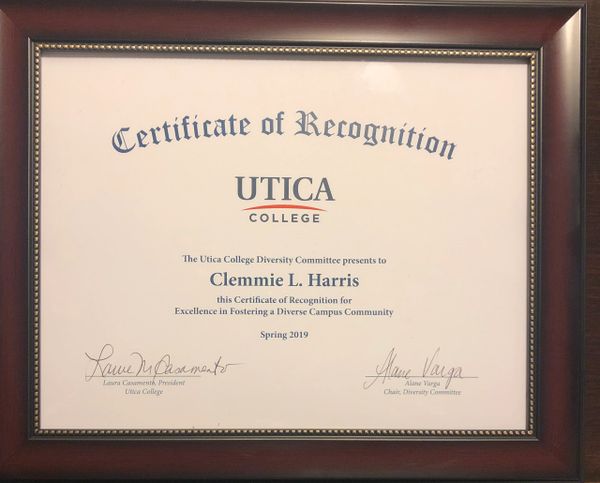 Certificate of Recognition
UTICA
COLLEGE
The Utica College Diversity Committee presents to
Clemmie L. Harris
this Certificate of Recognition for
Excellence in Fostering a Diverse Campus Community
Spring 2019
Laura M Casamento
Alane Varga
Laura Casamento, President
Utica College
Alane Varga
Chair, Diversity Committee